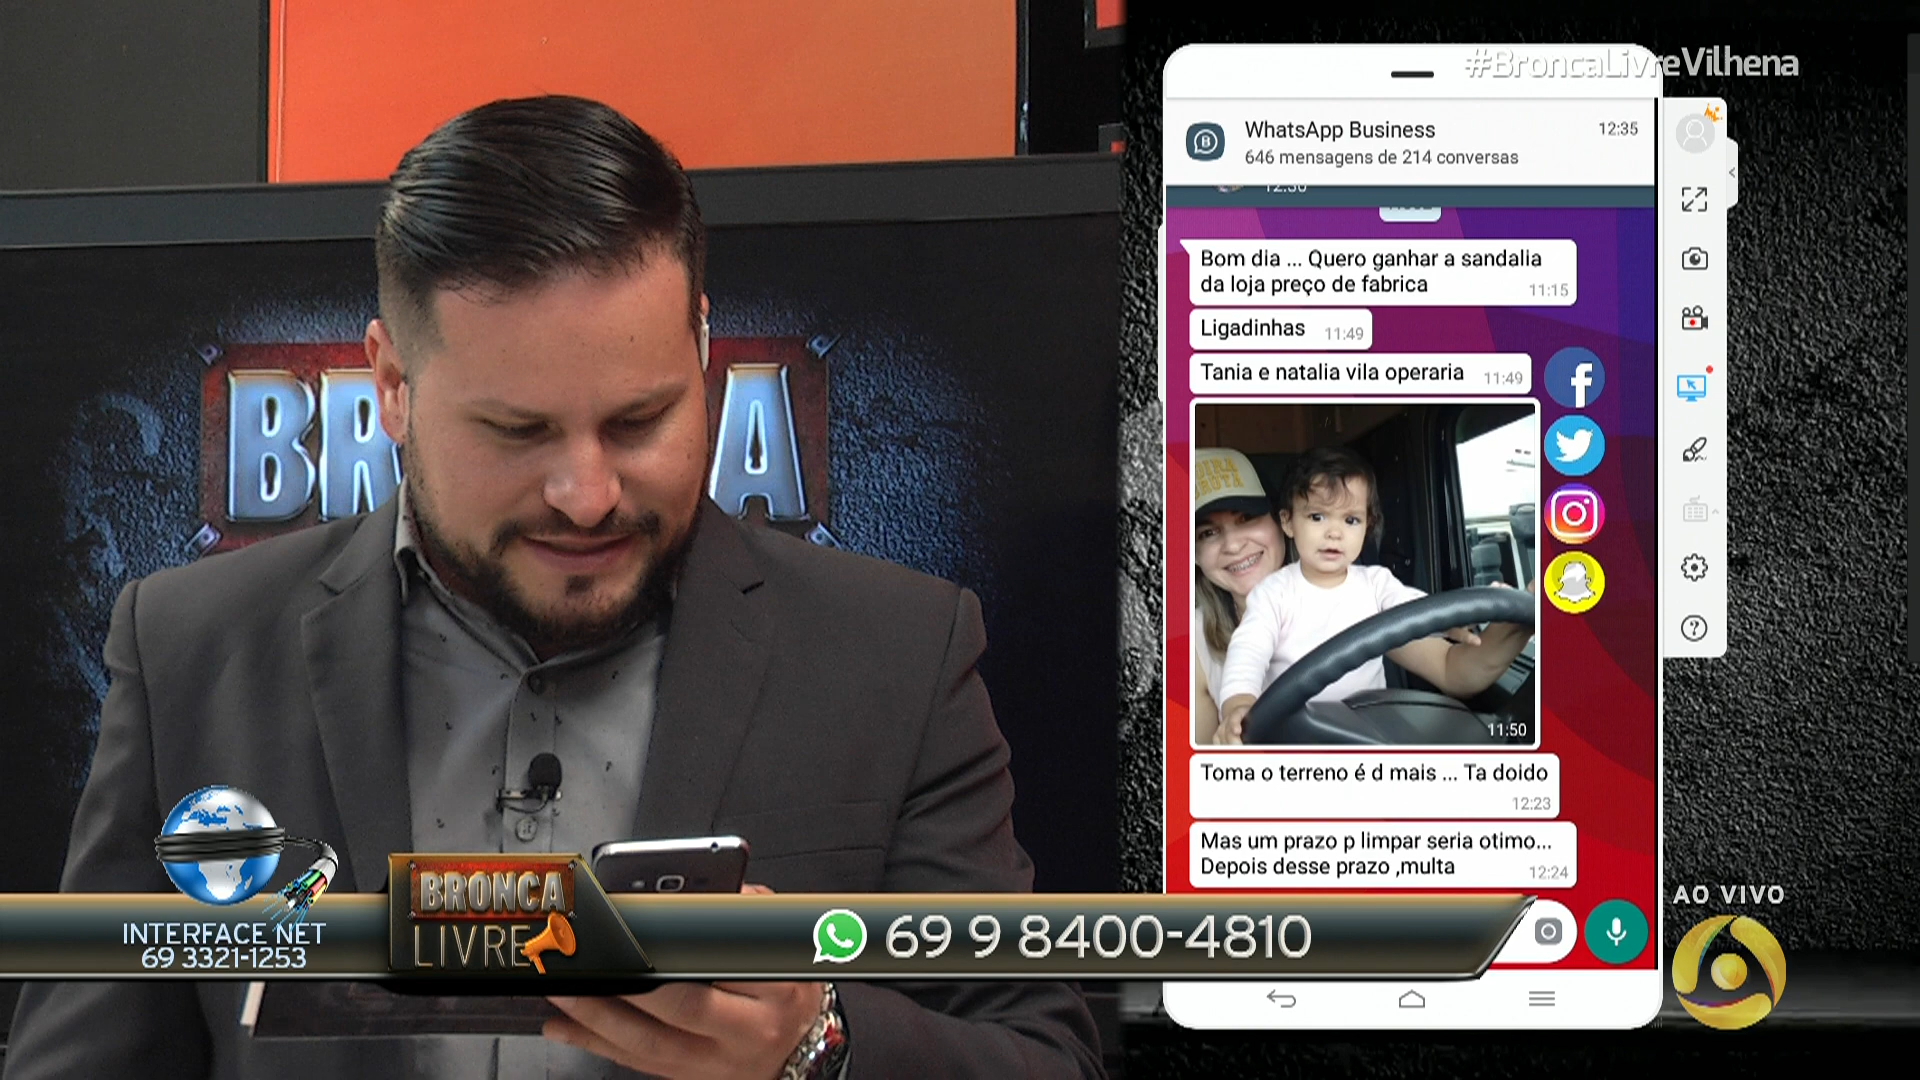 #BroncaLivreVilhena
WhatsApp Business
12:35
646 mensagens de 214 conversas
12:30
Bom dia ... Quero ganhar a sandalia
da loja preço de fabrica
11:15
Ligadinhas
11:49
Tania e natalia vila operaria
11:49
11:50
Toma o terreno é d mais ... Ta doido
12:23
Mas um prazo p limpar seria otimo...
Depois desse prazo ,multa
12:24
BR
A
INTERFACE NET
69 3321-1253
BRONCA
LIVRE
69 9 8400-4810
AO VIVO